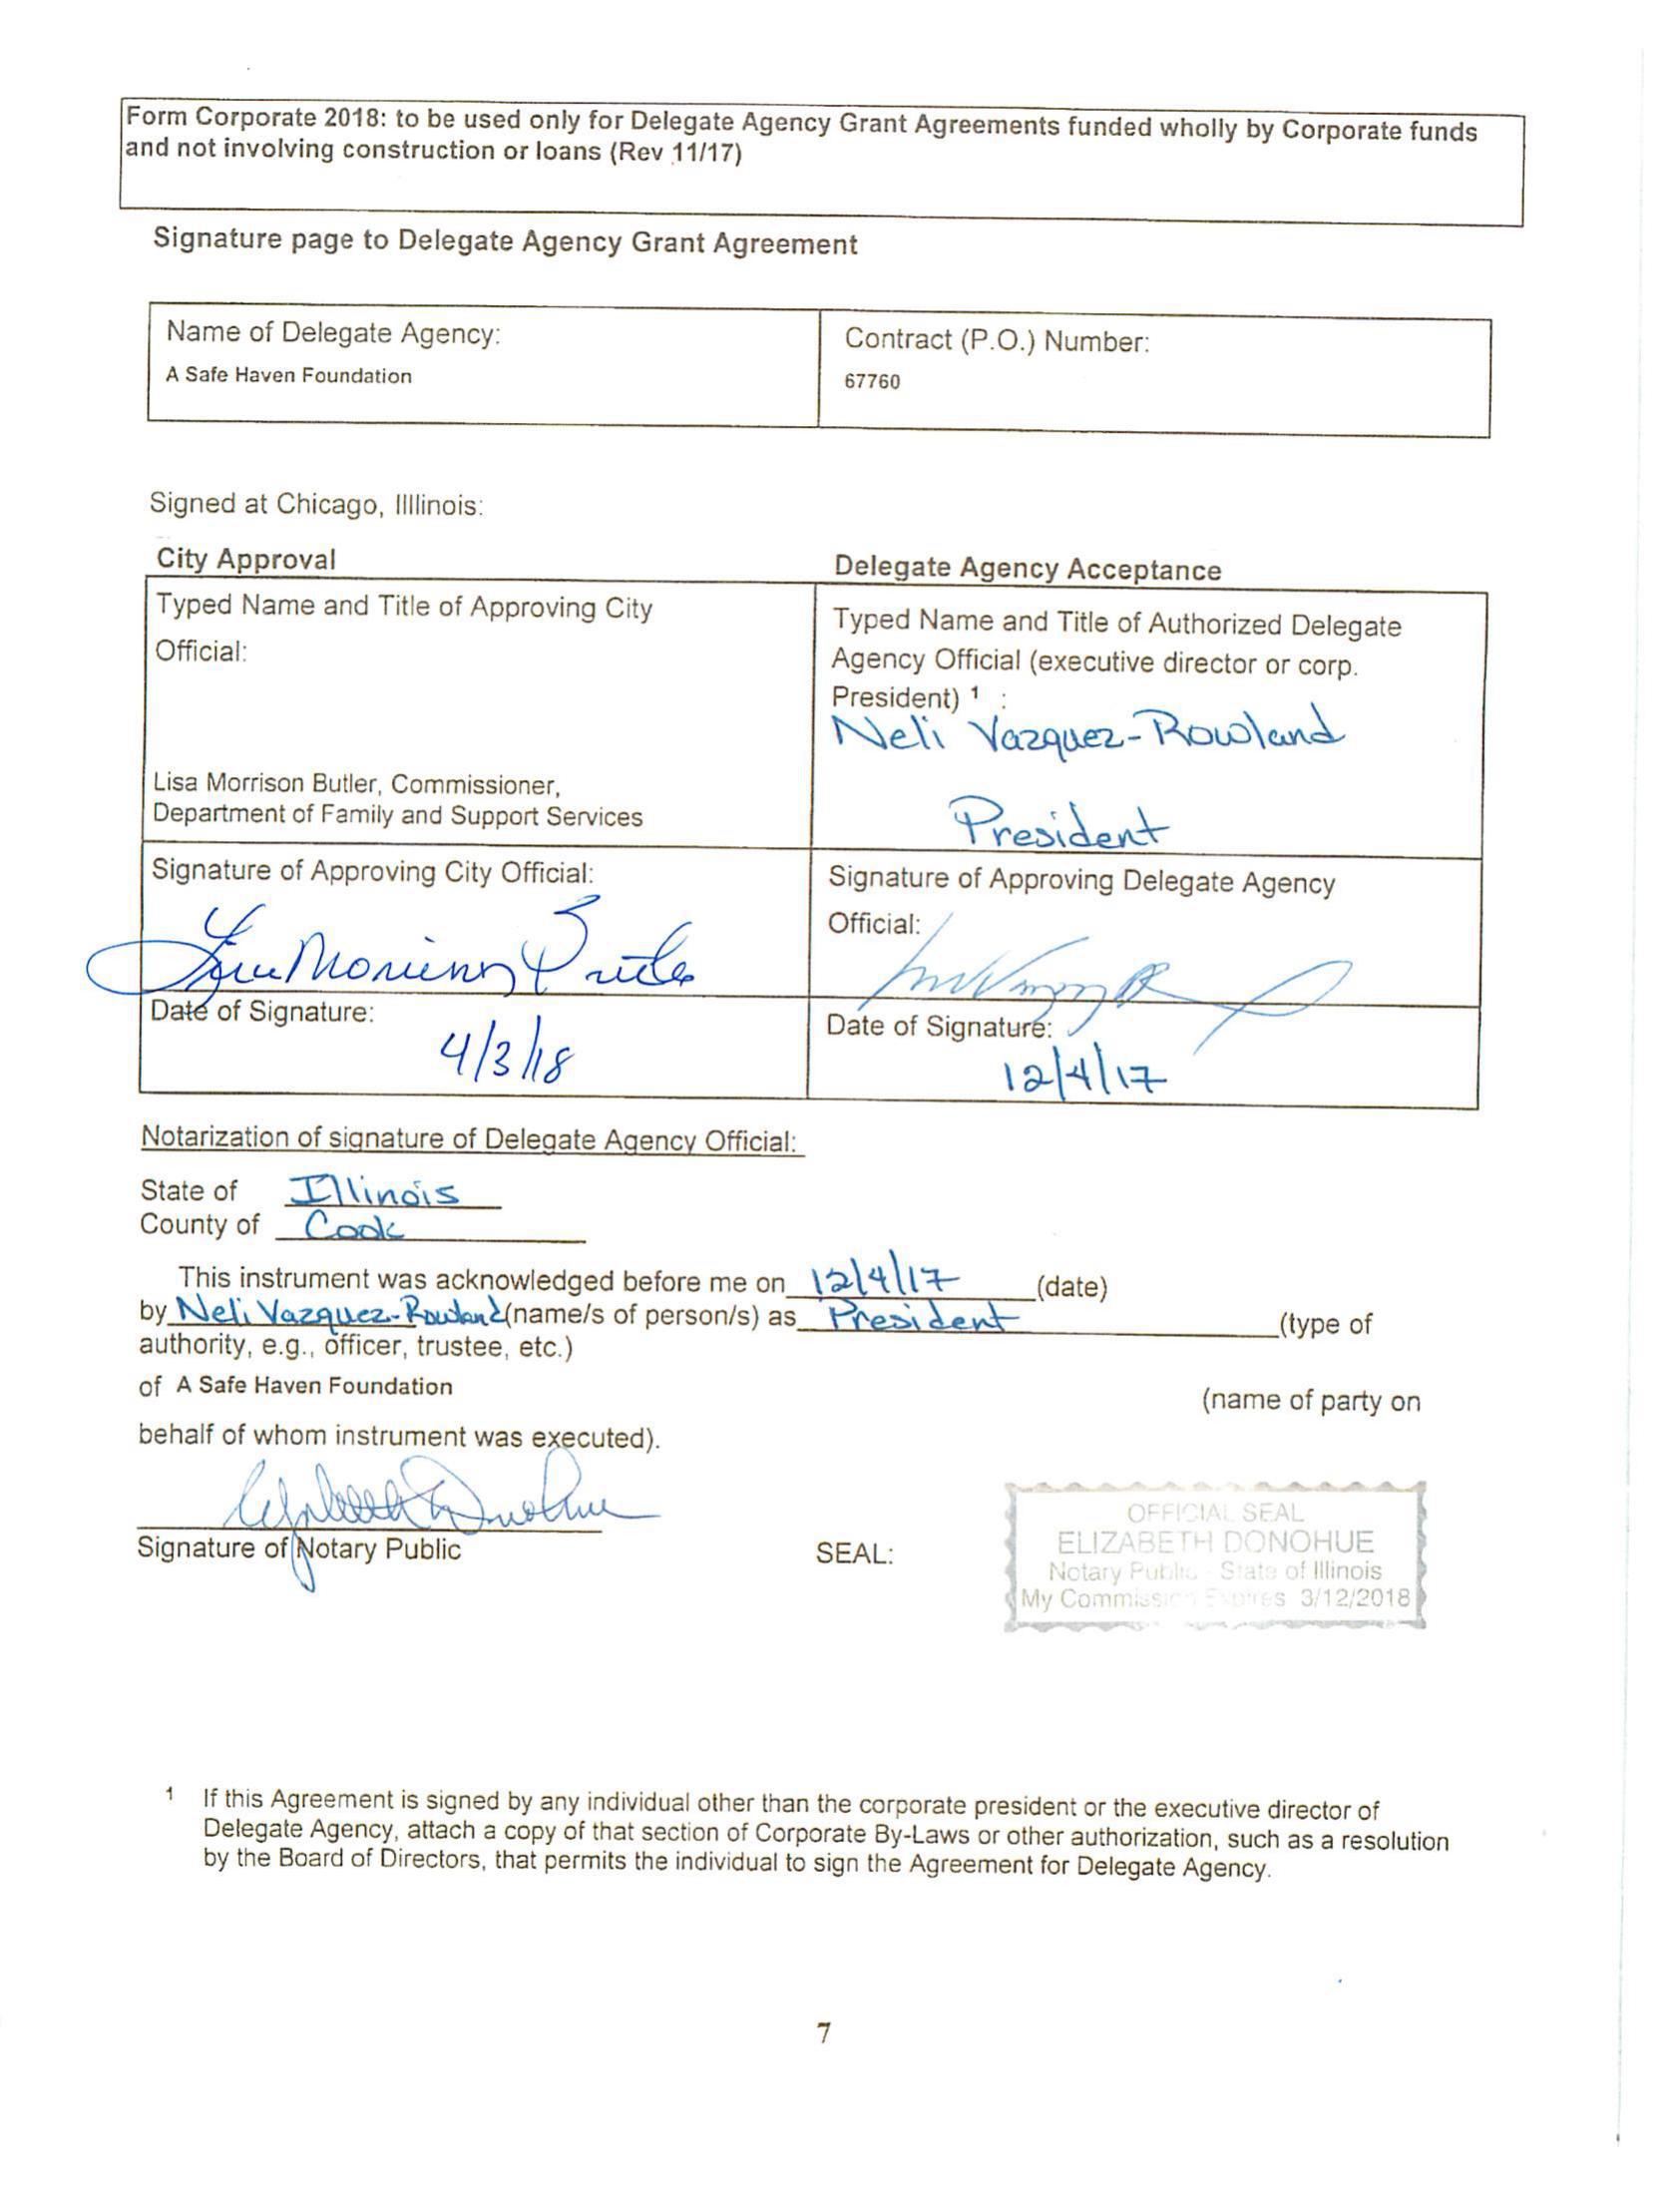 Form Corporate 2018: to be used only for Delegate Agency Grant Agreements funded wholly by Corporate funds
and not involving construction or loans (Rev 11/17)
Signature page to Delegate Agency Grant Agreement
Name of Delegate Agency:
A Safe Haven Foundation
Contract (P.O.) Number:
67760
Signed at Chicago, Illlinois:
City Approval
Typed Name and Title of Approving City
Official:
Lisa Morrison Butler, Commissioner,
Department of Family and Support Services
Signature of Approving City Official:
Lisa Morrison Butler
Date of Signature:
4/3/18
Delegate Agency Acceptance
Typed Name and Title of Authorized Delegate
Agency Official (executive director or corp.
President) 1 :
Neli Vazquez-Rowland
President
Signature of Approving Delegate Agency
Official:
Date of Signature:
12/4/17
Notarization of signature of Delegate Agency Official:
State of Illinois
County of Cook
This instrument was acknowledged before me on 12/4/17 (date)
by Neli Vazquez-Rowland (name/s of person/s) as President (type of
authority, e.g., officer, trustee, etc.)
of A Safe Haven Foundation (name of party on
behalf of whom instrument was executed).
Elizabeth Donohue
Signature of Notary Public
SEAL:
OFFICIAL SEAL
ELIZABETH DONOHUE
Notary Public - State of Illinois
My Commission Expires 3/12/2018
1 If this Agreement is signed by any individual other than the corporate president or the executive director of
Delegate Agency, attach a copy of that section of Corporate By-Laws or other authorization, such as a resolution
by the Board of Directors, that permits the individual to sign the Agreement for Delegate Agency.
7